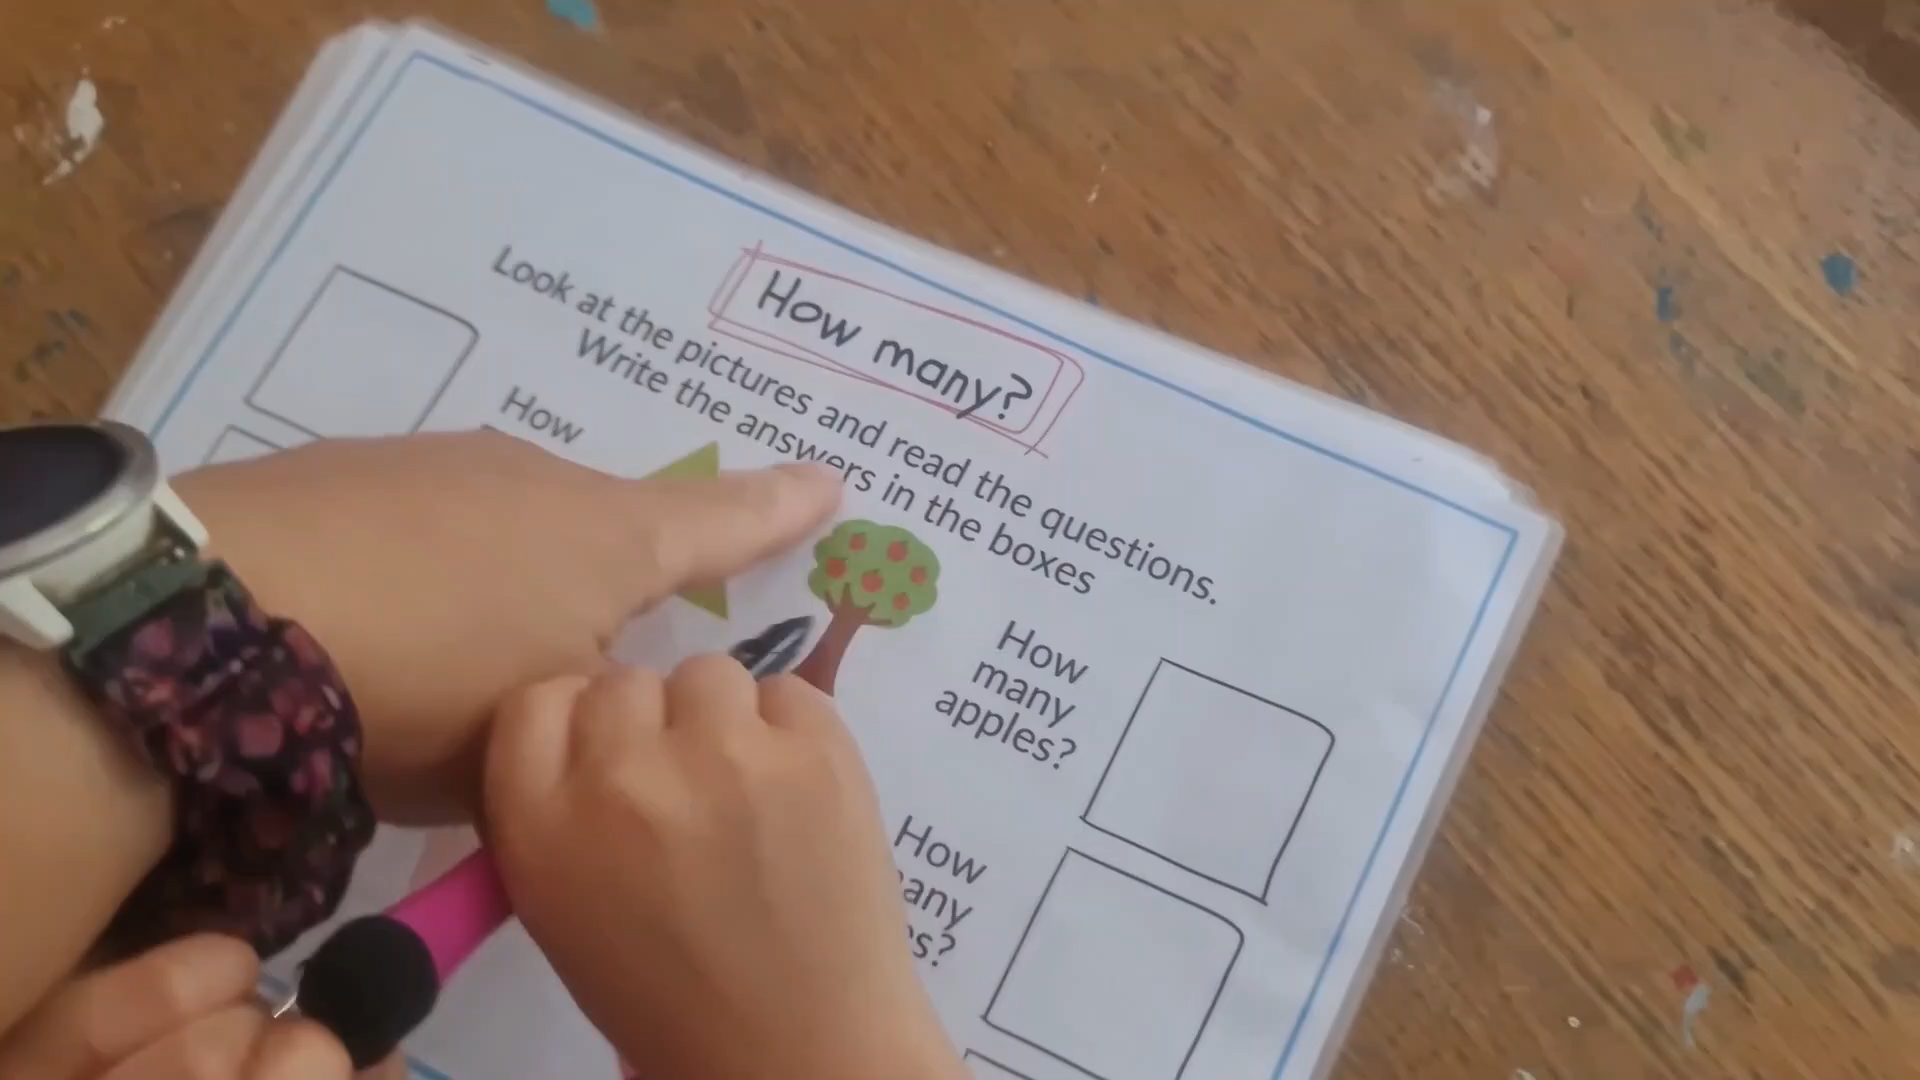 How many?
Look at the pictures and read the questions.
Write the answers in the boxes
How
How
many
apples?
How